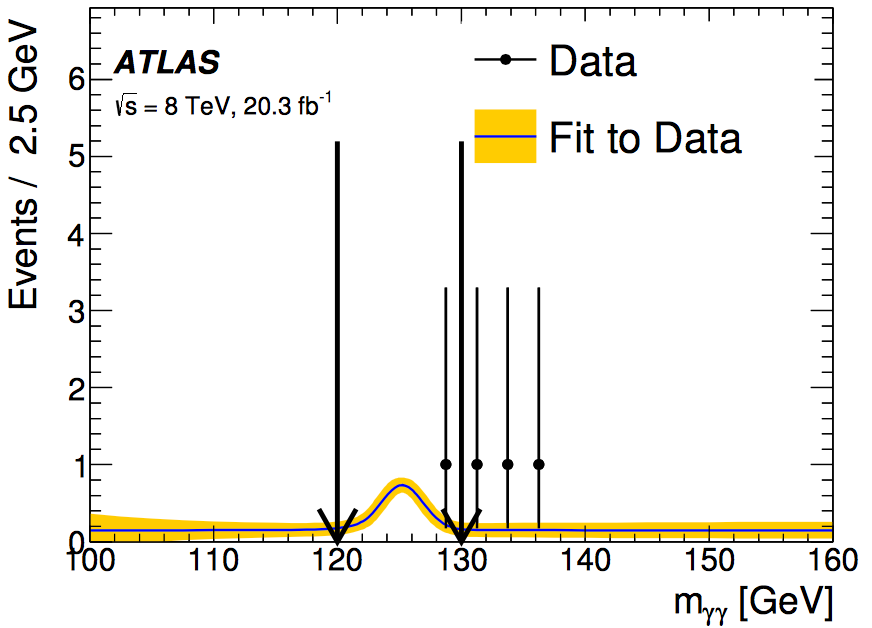 ATLAS
√s = 8 TeV, 20.3 fb⁻¹
Data
Fit to Data
Events / 2.5 GeV
6
5
4
3
2
1
0
100 110 120 130 140 150 160
mγγ [GeV]